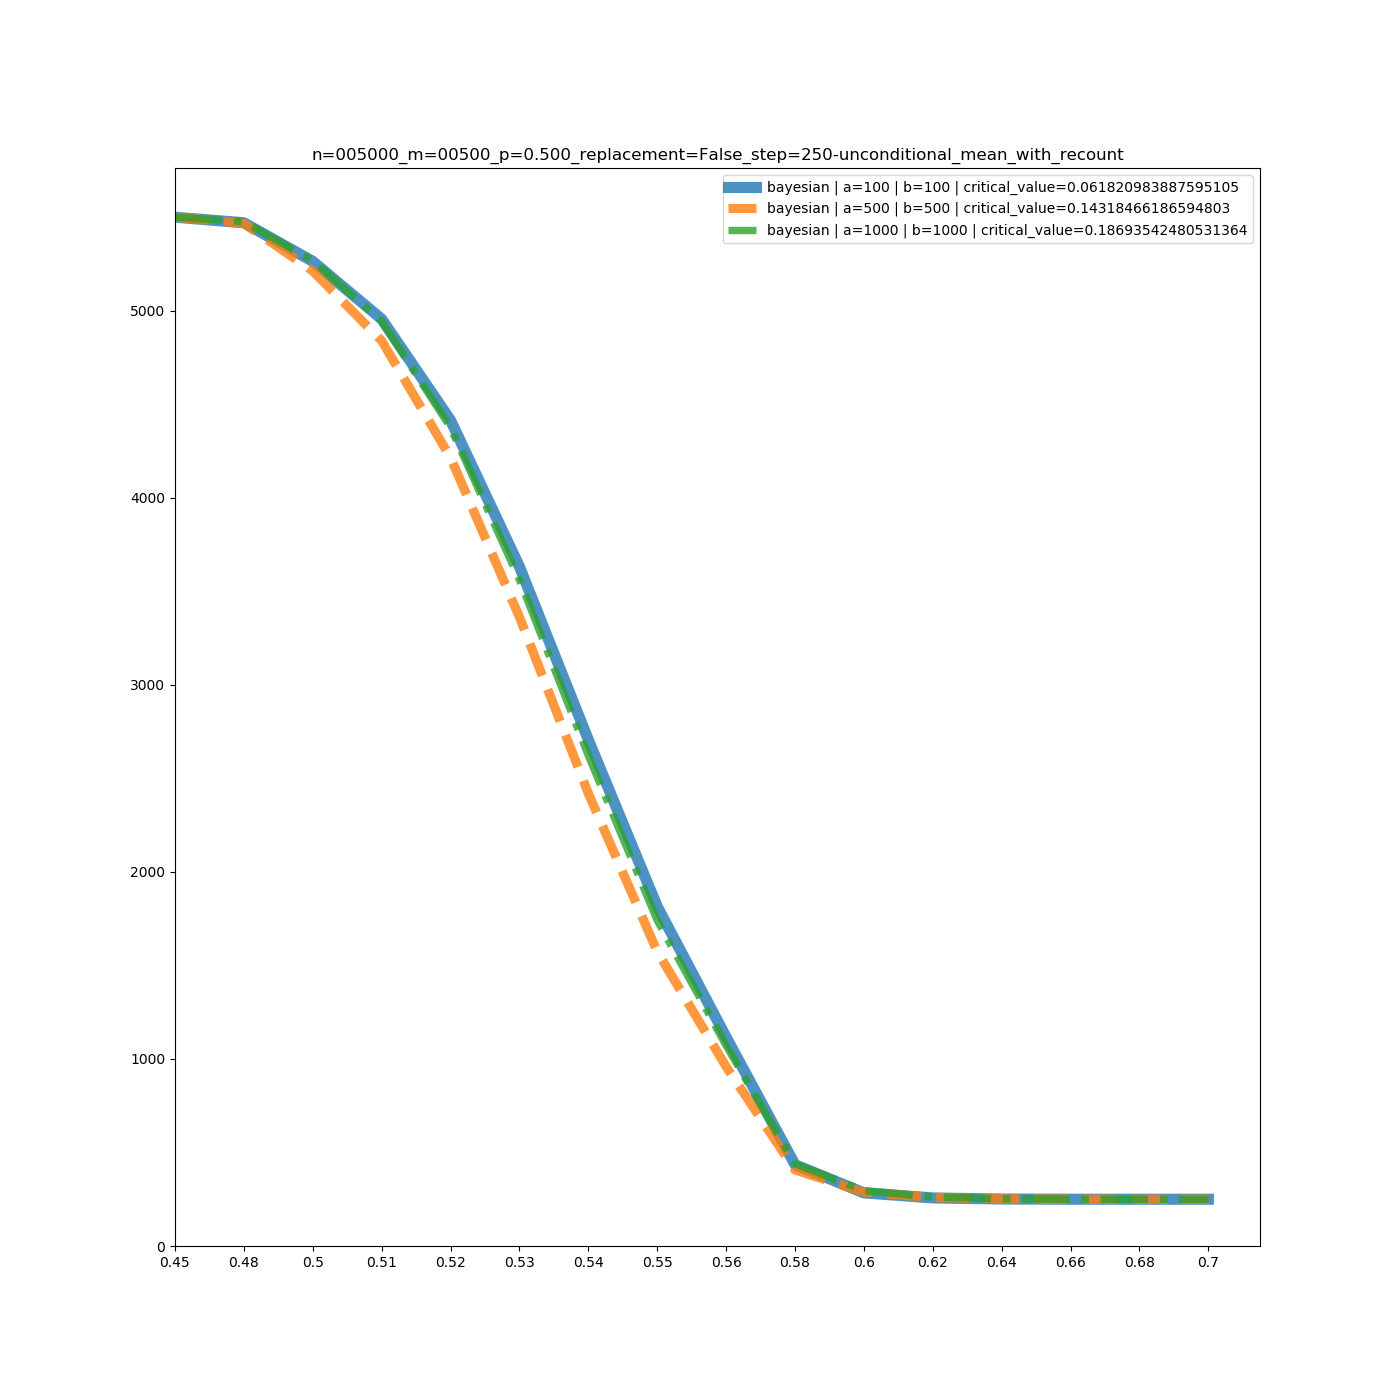 n=005000_m=00500_p=0.500_replacement=False_step=250-unconditional_mean_with_recount
bayesian | a=100 | b=100 | critical_value=0.061820983887595105
bayesian | a=500 | b=500 | critical_value=0.14318466186594803
bayesian | a=1000 | b=1000 | critical_value=0.18693542480531364
5000
4000
3000
2000
1000
0
0.45 0.48 0.5 0.51 0.52 0.53 0.54 0.55 0.56 0.58 0.6 0.62 0.64 0.66 0.68 0.7